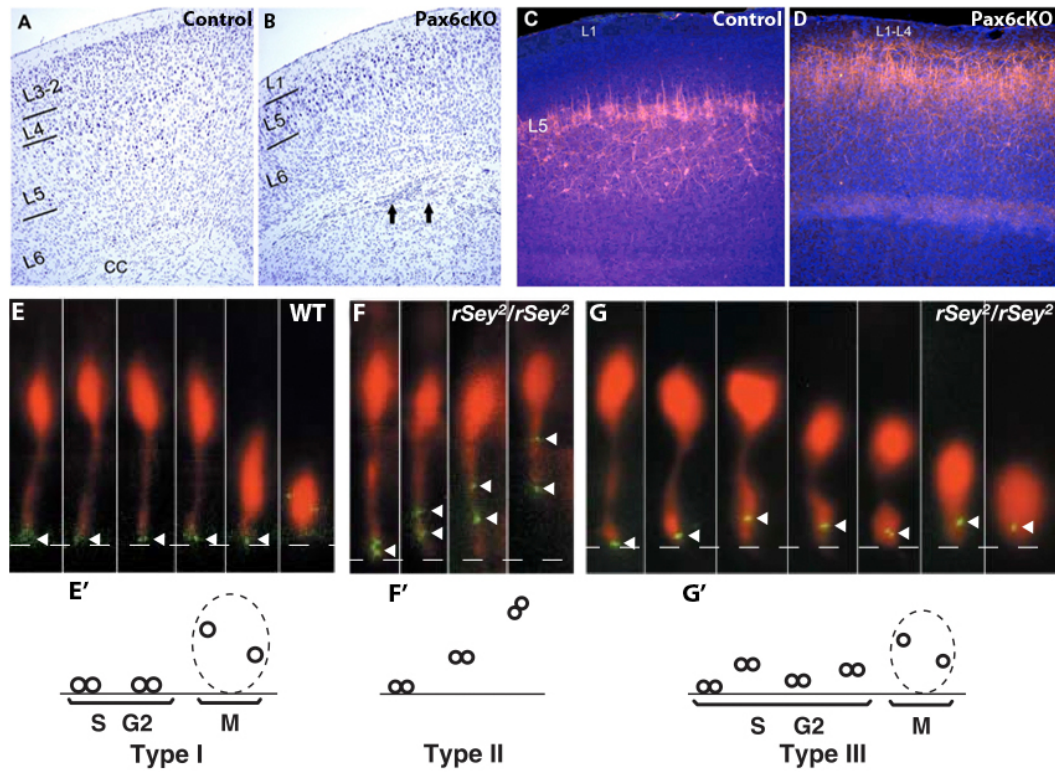 A Control
B Pax6cKO
C Control
D Pax6cKO
L1
L1-L4
L3-2
L4
L5
L6
CC
L1
L5
L6
L5
E WT
F rSey²/rSey²
G rSey²/rSey²
E′
F′
G′
S G2 M
S G2 M
Type I
Type II
Type III